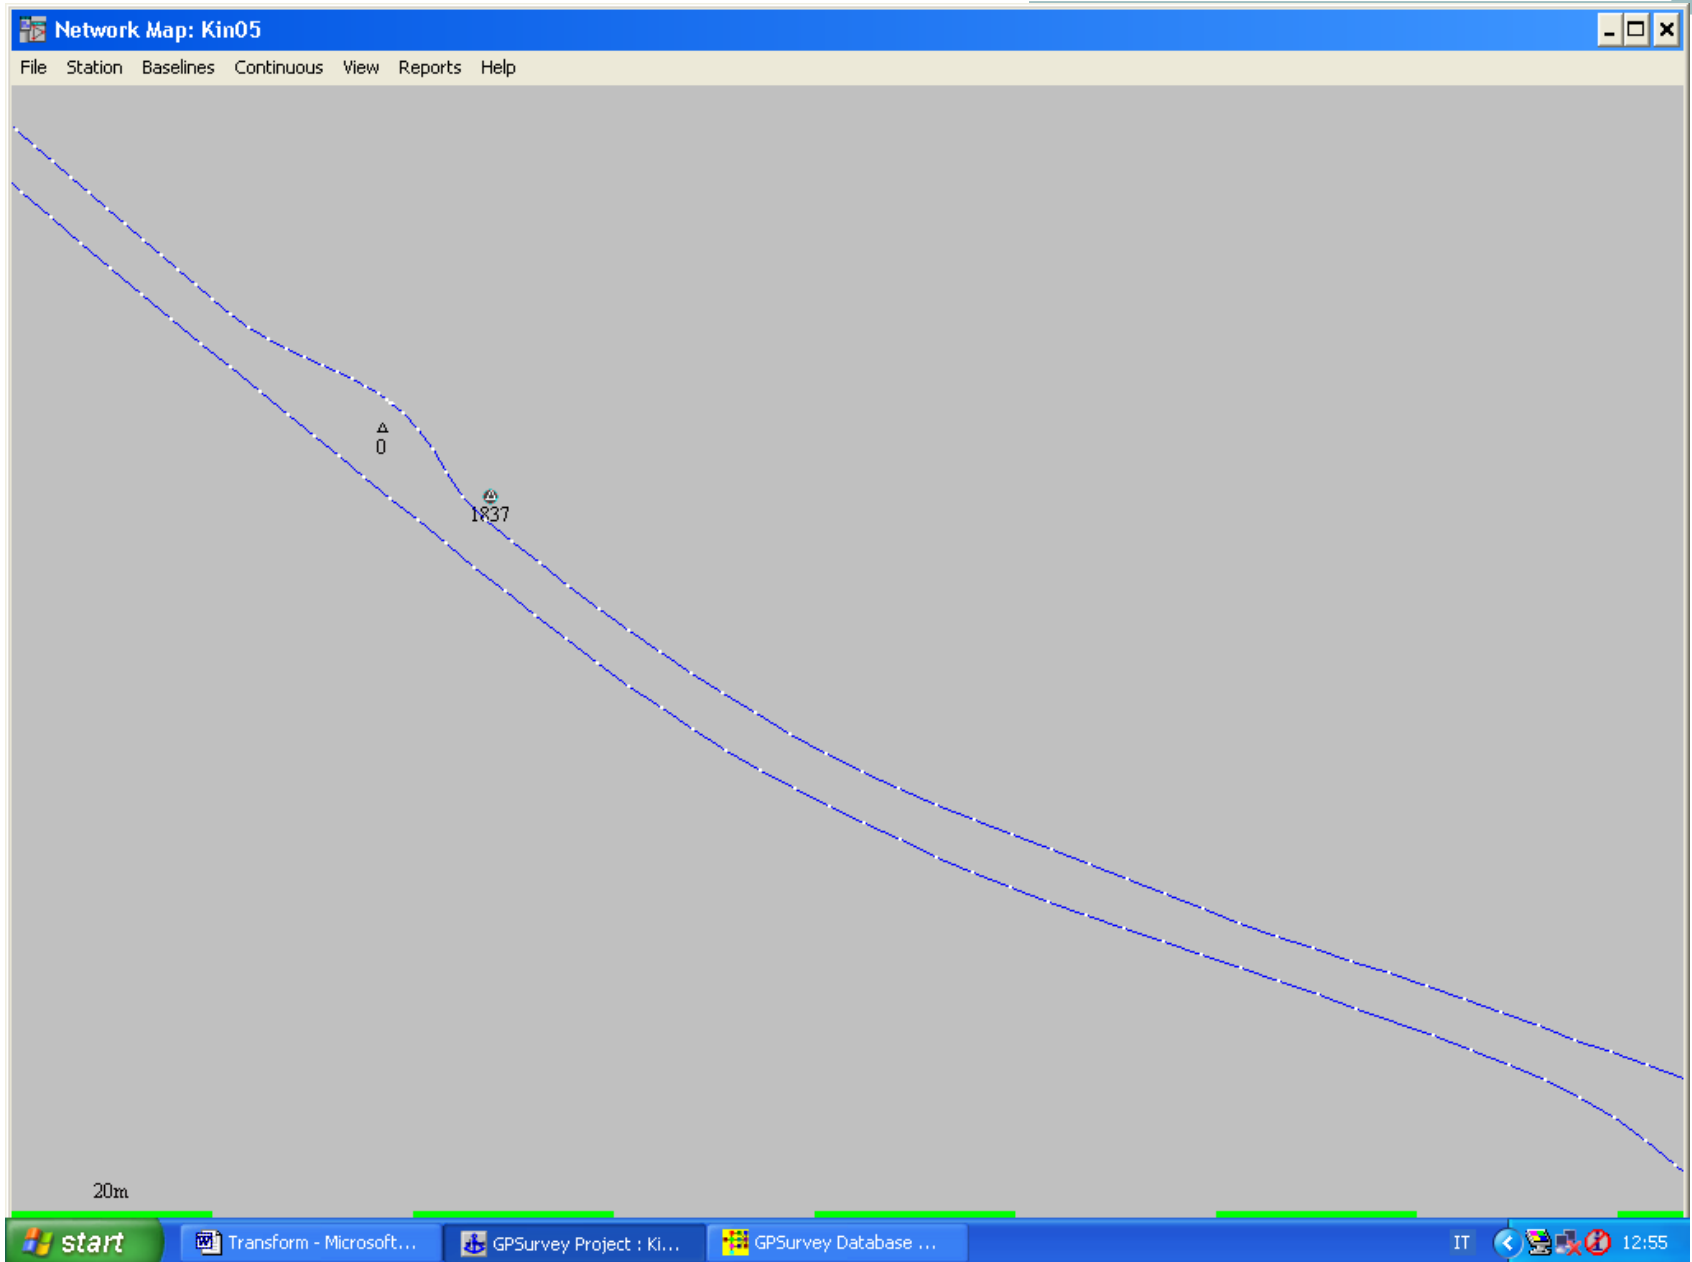 Network Map: Kin05
File Station Baselines Continuous View Reports Help
0
1837
20m
start Transform - Microsoft... GPSurvey Project : Ki... GPSurvey Database ... IT 12:55